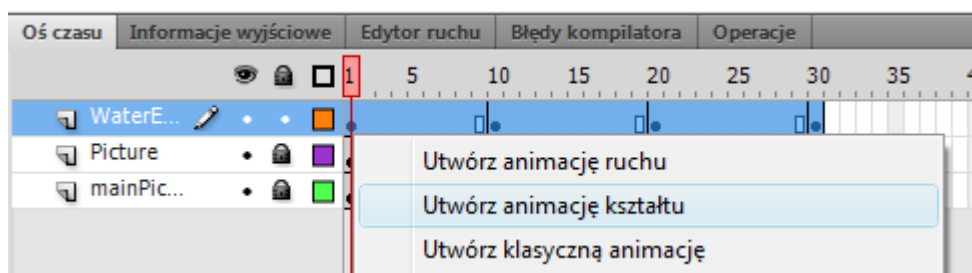 Oś czasu Informacje wyjściowe Edytor ruchu Błędy kompilatora Operacje
1 5 10 15 20 25 30 35 4
WaterE...
Picture
mainPic...
Utwórz animację ruchu
Utwórz animację kształtu
Utwórz klasyczną animację